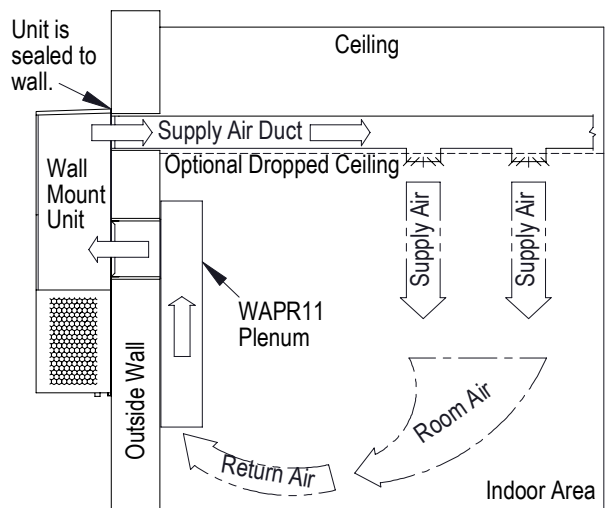 Unit is
sealed to
wall.
Ceiling
Supply Air Duct
Optional Dropped Ceiling
Wall
Mount
Unit
Supply Air
Supply Air
WAPR11
Plenum
Outside Wall
Room Air
Return Air
Indoor Area